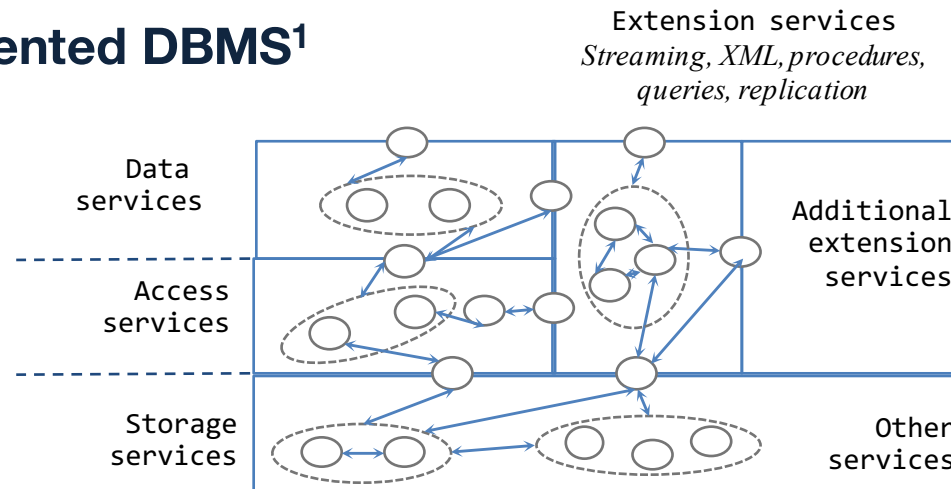 ented DBMS¹
Extension services
Streaming, XML, procedures,
queries, replication
Data
services
Additional
extension
services
Access
services
Storage
services
Other
services